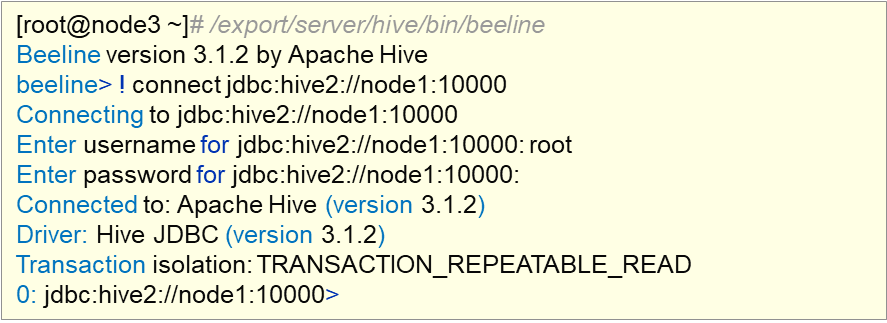 [root@node3 ~]# /export/server/hive/bin/beeline
Beeline version 3.1.2 by Apache Hive
beeline> ! connect jdbc:hive2://node1:10000
Connecting to jdbc:hive2://node1:10000
Enter username for jdbc:hive2://node1:10000: root
Enter password for jdbc:hive2://node1:10000:
Connected to: Apache Hive (version 3.1.2)
Driver: Hive JDBC (version 3.1.2)
Transaction isolation: TRANSACTION_REPEATABLE_READ
0: jdbc:hive2://node1:10000>